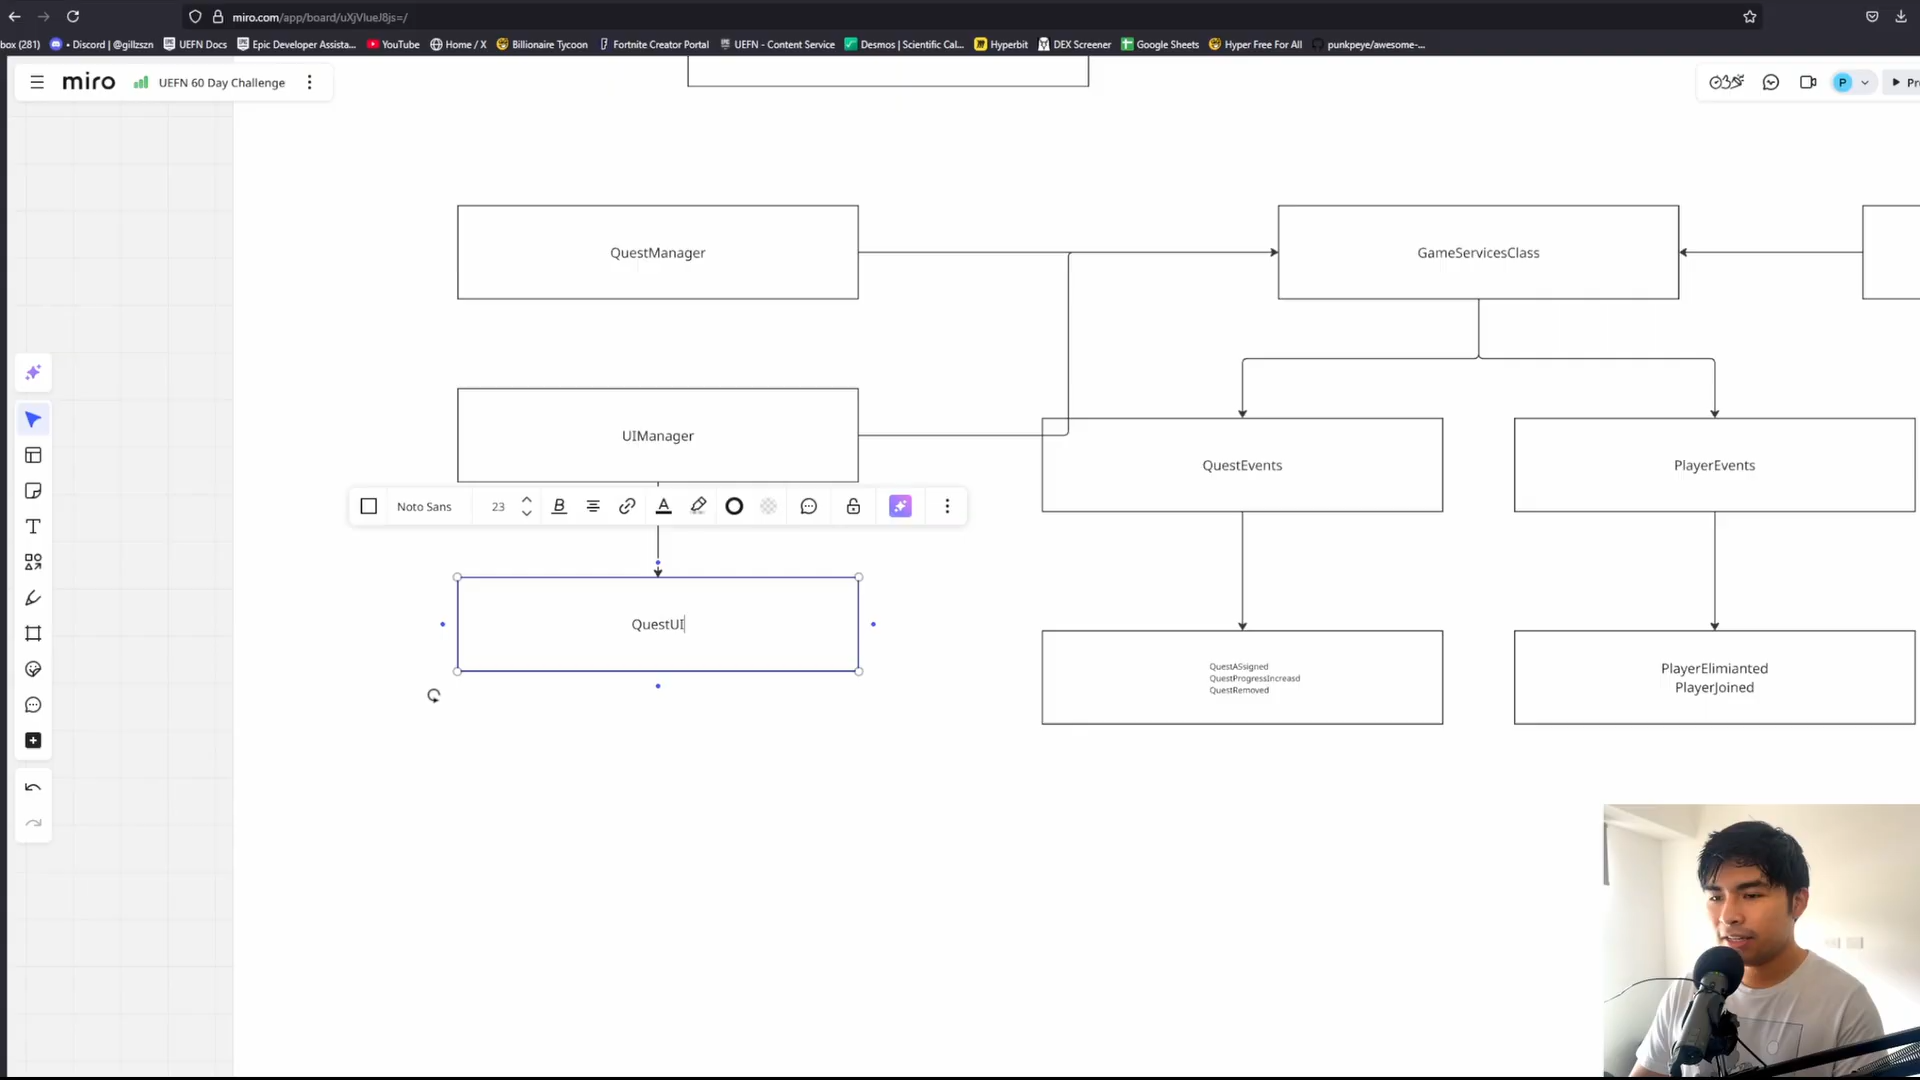 miro.com/app/board/uXjVIueJ8js=/
box (281)
• Discord | @gillzszn
UEFN Docs
Epic Developer Assista...
YouTube
Home / X
Billionaire Tycoon
Fortnite Creator Portal
UEFN - Content Service
Desmos | Scientific Cal...
Hyperbit
DEX Screener
Google Sheets
Hyper Free For All
punkpeye/awesome-...
miro
UEFN 60 Day Challenge
P
Pre
QuestManager
GameServicesClass
UIManager
QuestEvents
PlayerEvents
Noto Sans
23
B
A
QuestUI
QuestASsigned
QuestProgressIncreasd
QuestRemoved
PlayerElimianted
PlayerJoined